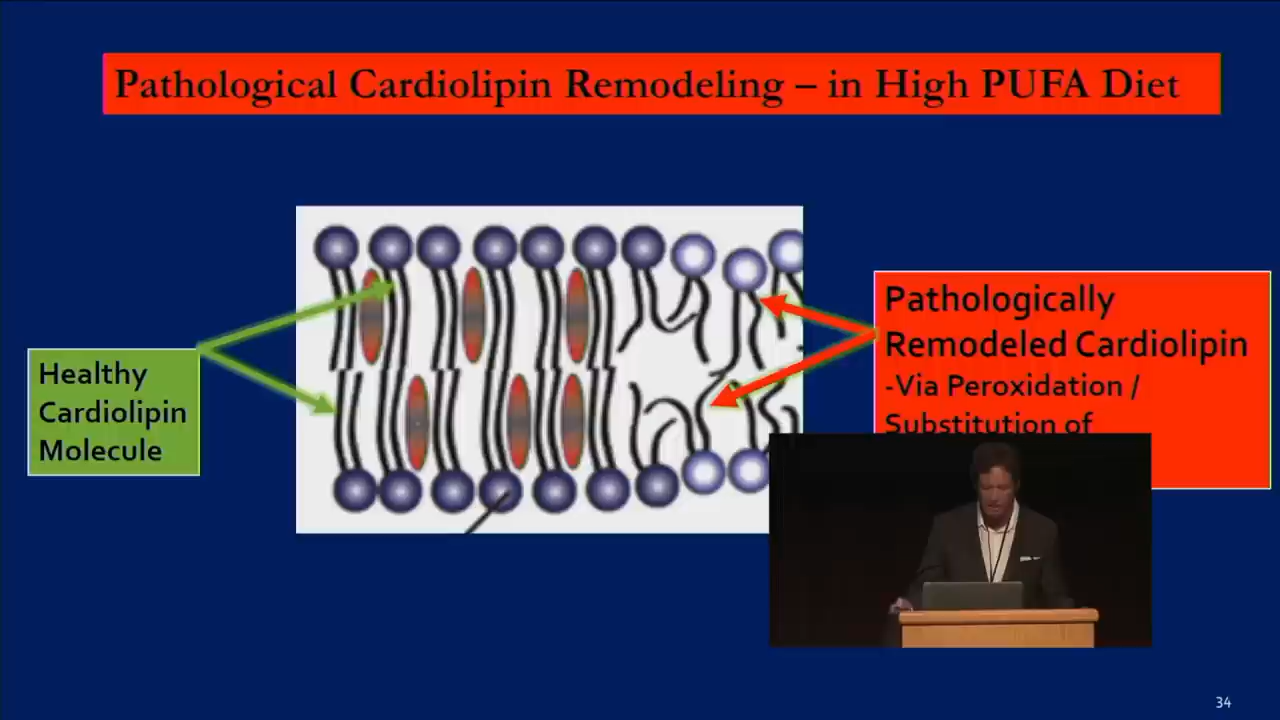 Pathological Cardiolipin Remodeling – in High PUFA Diet
Healthy
Cardiolipin
Molecule
Pathologically
Remodeled Cardiolipin
-Via Peroxidation /
Substitution of
34